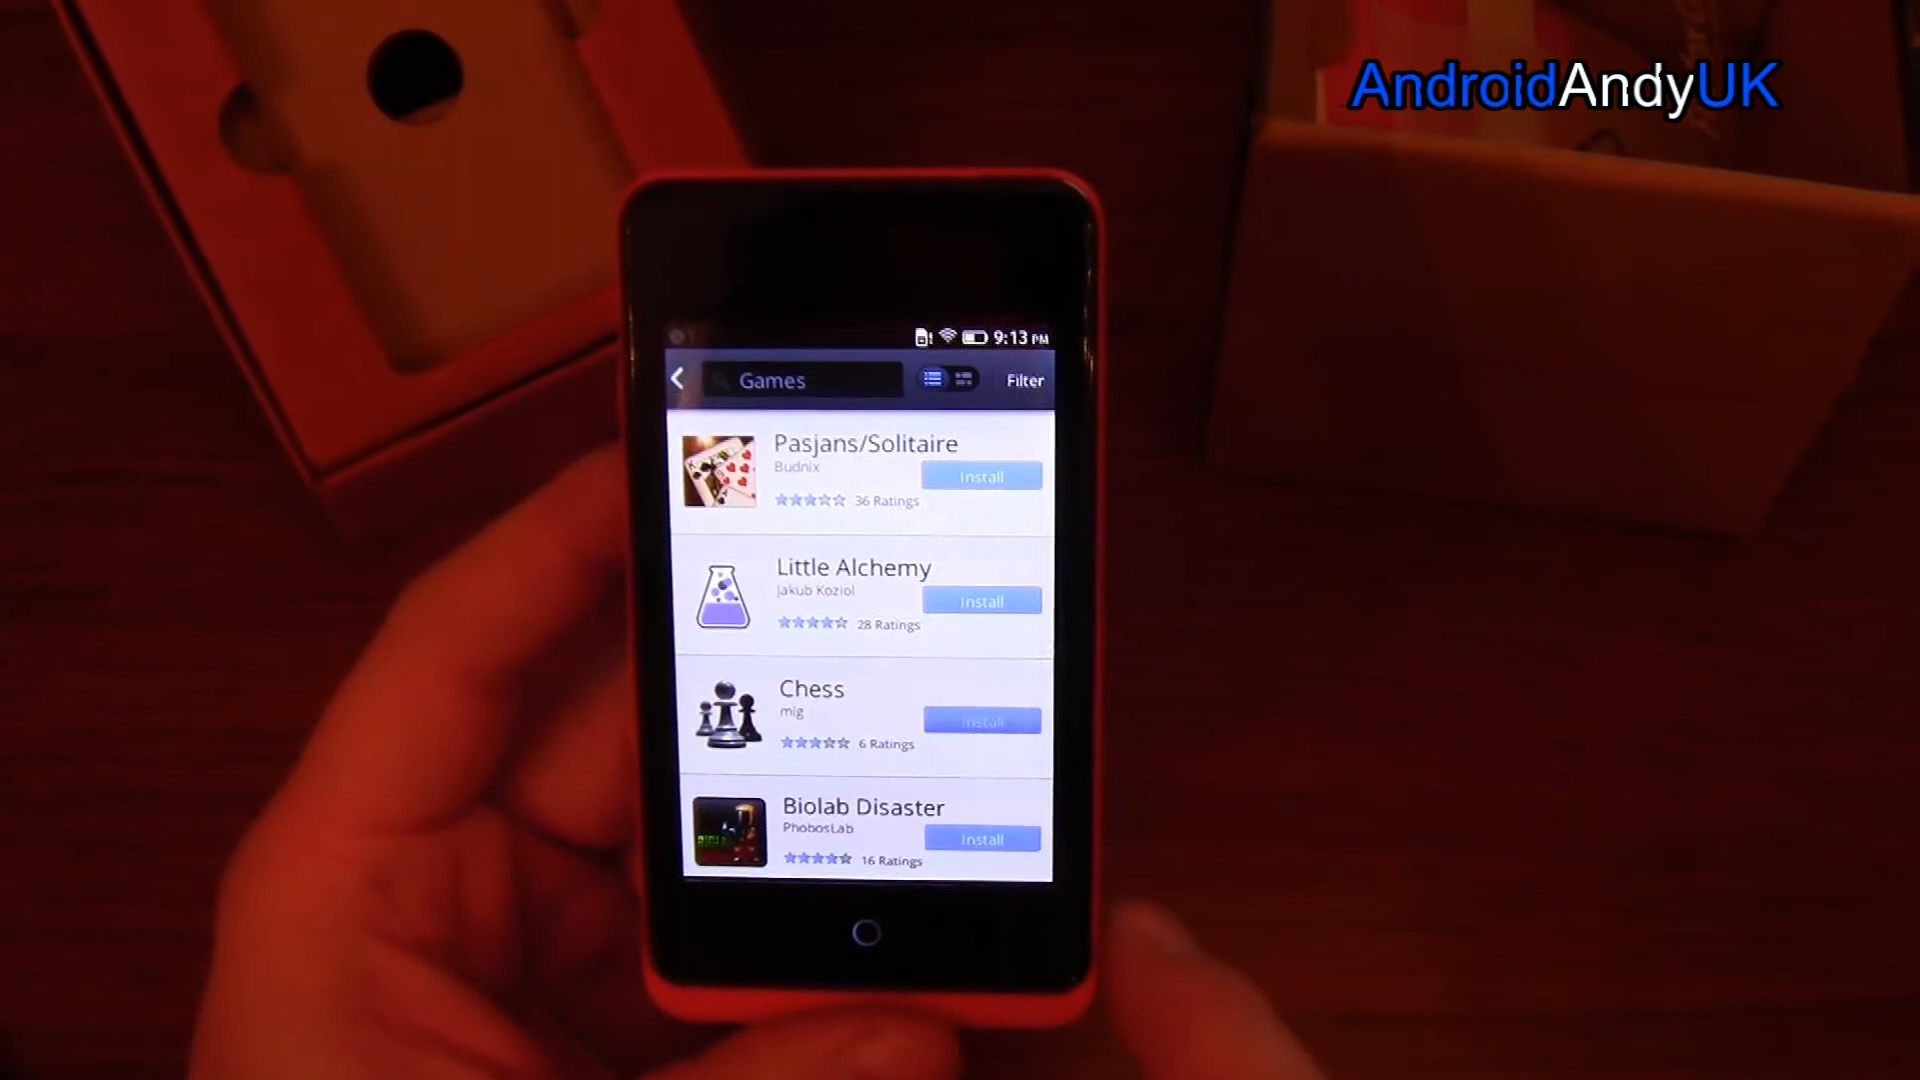 AndroidAndyUK
9:13 PM
Games
Filter
Pasjans/Solitaire
Budnix
Install
36 Ratings
Little Alchemy
Jakub Koziol
Install
28 Ratings
Chess
mig
Install
6 Ratings
Biolab Disaster
PhobosLab
Install
16 Ratings